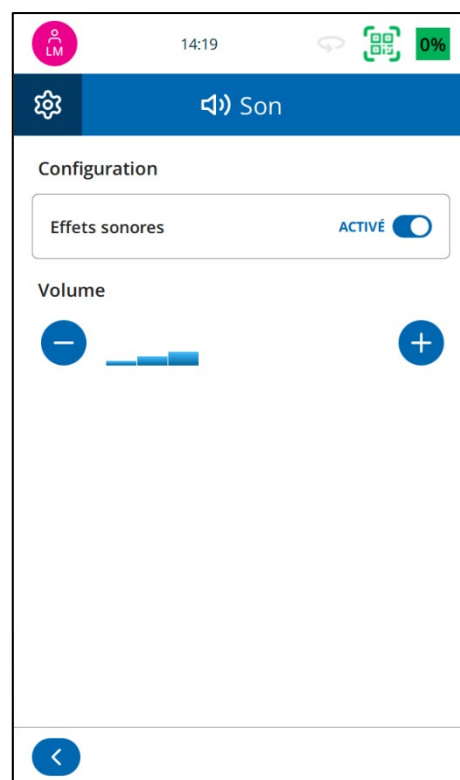 LM
14:19
0%
Son
Configuration
Effets sonores ACTIVÉ
Volume